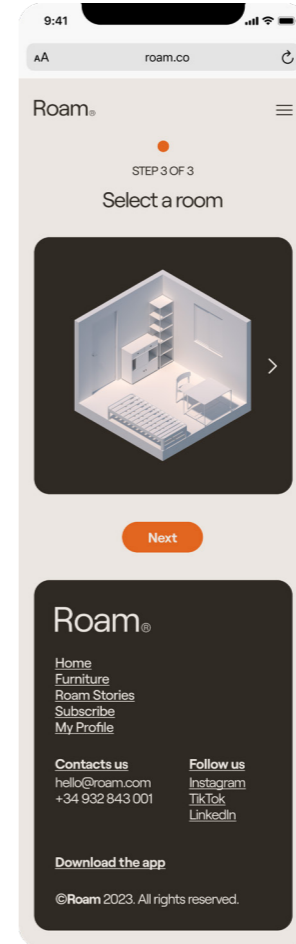 9:41
AA
roam.co
Roam®
STEP 3 OF 3
Select a room
Next
Roam®
Home
Furniture
Roam Stories
Subscribe
My Profile
Contacts us
hello@roam.com
+34 932 843 001
Follow us
Instagram
TikTok
LinkedIn
Download the app
©Roam 2023. All rights reserved.